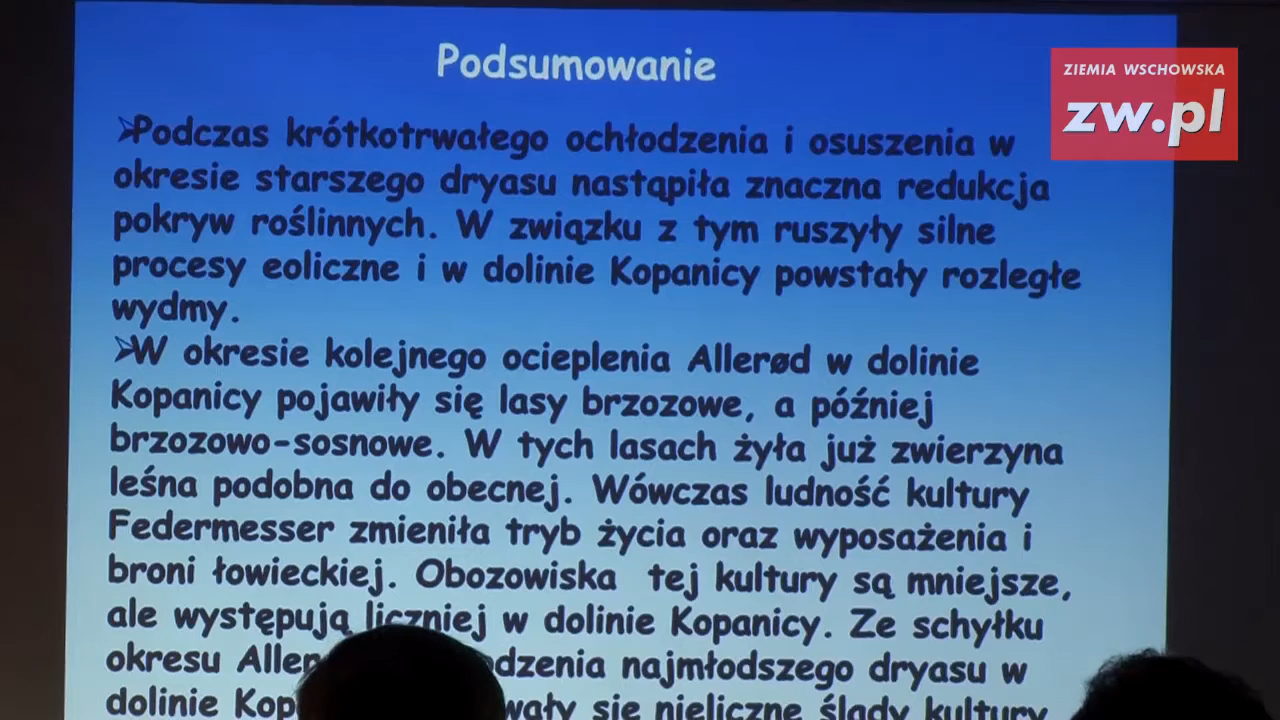 Podsumowanie
ZIEMIA WSCHOWSKA
zw.pl
➢Podczas krótkotrwałego ochłodzenia i osuszenia w
okresie starszego dryasu nastąpiła znaczna redukcja
pokryw roślinnych. W związku z tym ruszyły silne
procesy eoliczne i w dolinie Kopanicy powstały rozległe
wydmy.
➢W okresie kolejnego ocieplenia Allerød w dolinie
Kopanicy pojawiły się lasy brzozowe, a później
brzozowo-sosnowe. W tych lasach żyła już zwierzyna
leśna podobna do obecnej. Wówczas ludność kultury
Federmesser zmieniła tryb życia oraz wyposażenia i
broni łowieckiej. Obozowiska tej kultury są mniejsze,
ale występują liczniej w dolinie Kopanicy. Ze schyłku
okresu najmłodszego dryasu w
dolinie się nieliczne ślady kultury